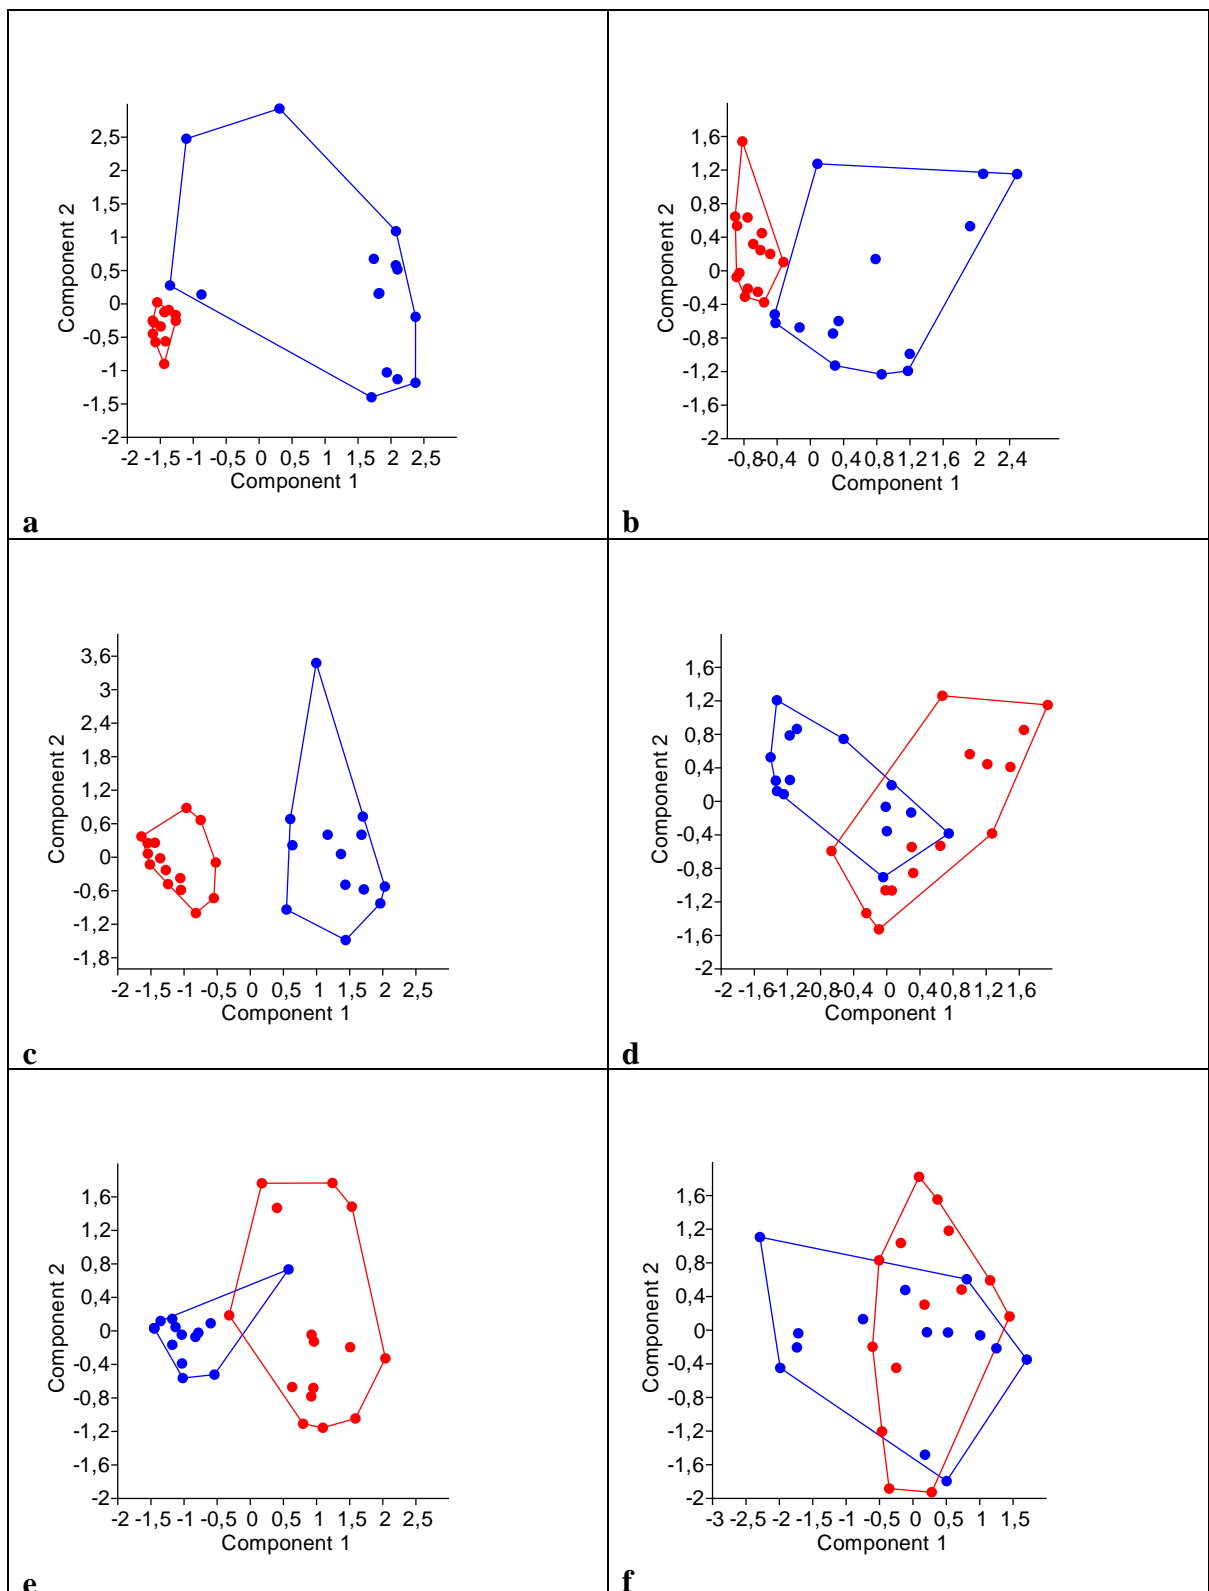 Component 2
2,5
2
1,5
1
0,5
0
-0,5
-1
-1,5
-2
-2 -1,5 -1 -0,5 0 0,5 1 1,5 2 2,5
Component 1
a
Component 2
1,6
1,2
0,8
0,4
0
-0,4
-0,8
-1,2
-1,6
-2
-0,8 -0,4 0 0,4 0,8 1,2 1,6 2 2,4
Component 1
b
Component 2
3,6
3
2,4
1,8
1,2
0,6
0
-0,6
-1,2
-1,8
-2 -1,5 -1 -0,5 0 0,5 1 1,5 2 2,5
Component 1
c
Component 2
1,6
1,2
0,8
0,4
0
-0,4
-0,8
-1,2
-1,6
-2
-2 -1,6 -1,2 -0,8 -0,4 0 0,4 0,8 1,2 1,6
Component 1
d
Component 2
1,6
1,2
0,8
0,4
0
-0,4
-0,8
-1,2
-1,6
-2
-2 -1,5 -1 -0,5 0 0,5 1 1,5 2 2,5
Component 1
e
Component 2
1,6
1,2
0,8
0,4
0
-0,4
-0,8
-1,2
-1,6
-2
-3 -2,5 -2 -1,5 -1 -0,5 0 0,5 1 1,5
Component 1
f